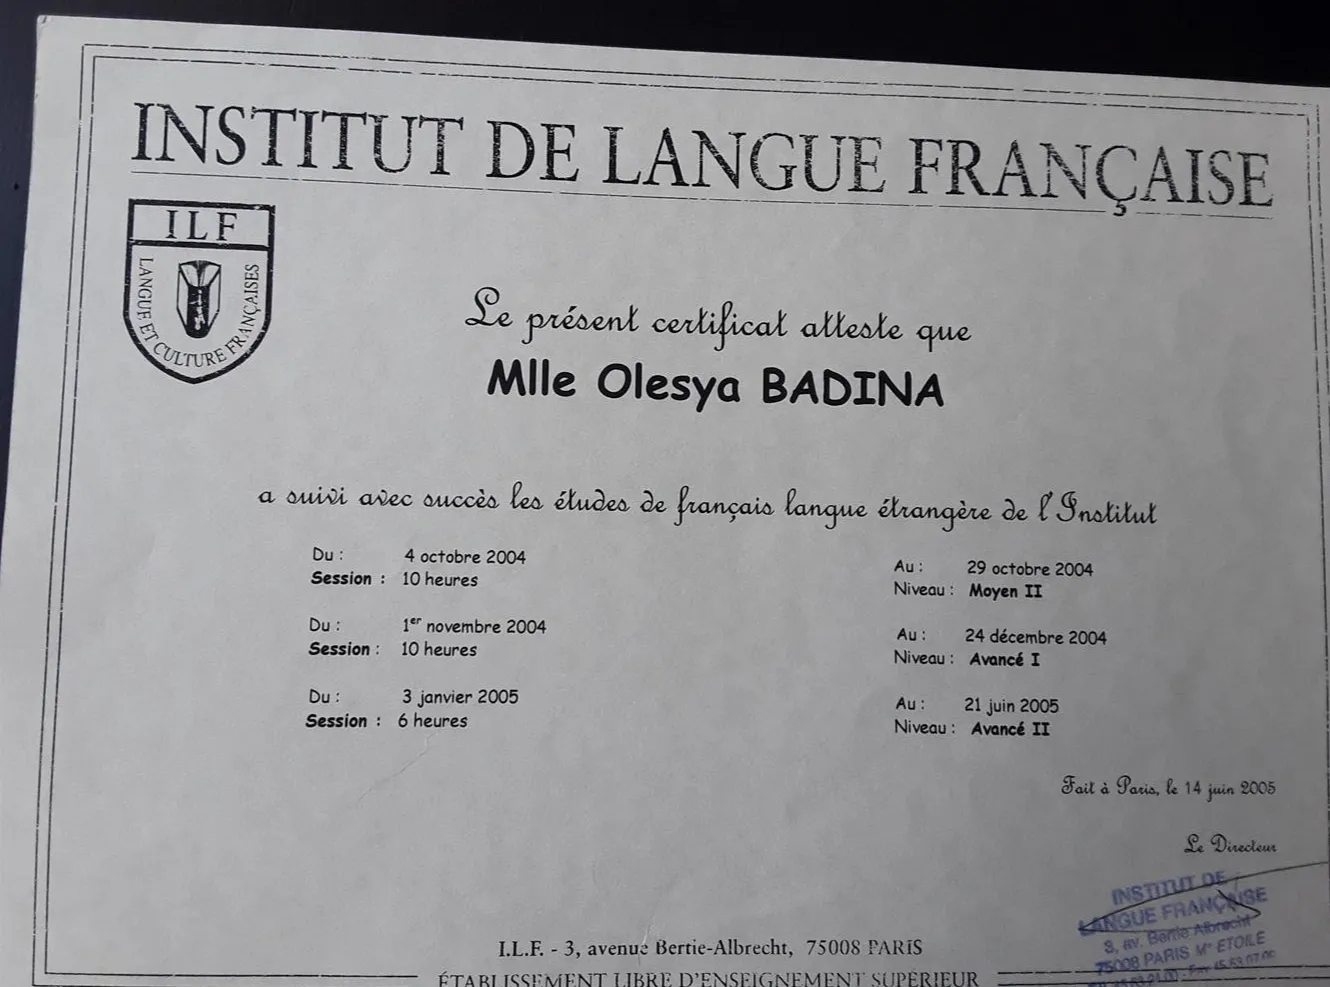 INSTITUT DE LANGUE FRANÇAISE
ILF
LANGUE ET CULTURE FRANÇAISES
Le présent certificat atteste que
Mlle Olesya BADINA
a suivi avec succès les études de français langue étrangère de l'Institut
Du : 4 octobre 2004 Au : 29 octobre 2004
Session : 10 heures Niveau : Moyen II
Du : 1er novembre 2004 Au : 24 décembre 2004
Session : 10 heures Niveau : Avancé I
Du : 3 janvier 2005 Au : 21 juin 2005
Session : 6 heures Niveau : Avancé II
Fait à Paris, le 14 juin 2005
Le Directeur
INSTITUT DE
LANGUE FRANÇAISE
3, av. Bertie Albrecht
75008 PARIS M° ETOILE
I.L.F. - 3, avenue Bertie-Albrecht, 75008 PARIS
ÉTABLISSEMENT LIBRE D'ENSEIGNEMENT SUPÉRIEUR